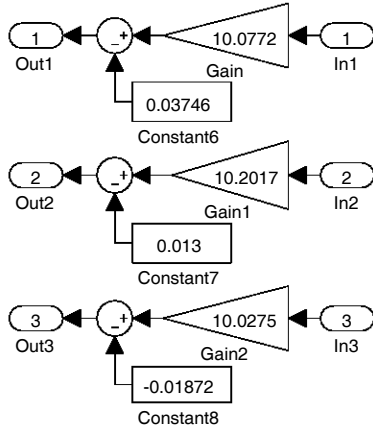 1
-
+
10.0772
1
Out1
Gain
In1
0.03746
Constant6
2
-
+
10.2017
2
Out2
Gain1
In2
0.013
Constant7
3
-
+
10.0275
3
Out3
Gain2
In3
-0.01872
Constant8